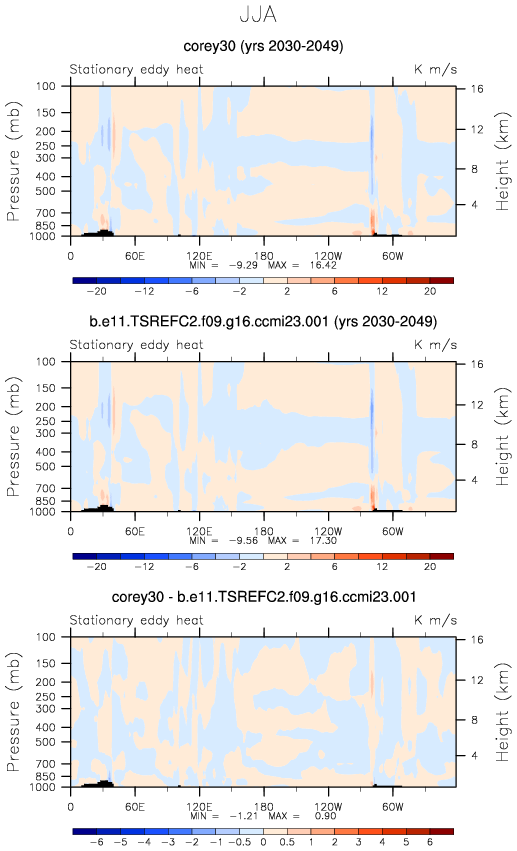 JJA
corey30 (yrs 2030-2049)
Stationary eddy heat K m/s
Pressure (mb)
100
150
200
250
300
400
500
700
850
1000
16
12
8
4
Height (km)
0 60E 120E 180 120W 60W
MIN = -9.29 MAX = 16.42
-20 -12 -6 -2 2 6 12 20
b.e11.TSREFC2.f09.g16.ccmi23.001 (yrs 2030-2049)
Stationary eddy heat K m/s
Pressure (mb)
100
150
200
250
300
400
500
700
850
1000
16
12
8
4
Height (km)
0 60E 120E 180 120W 60W
MIN = -9.56 MAX = 17.30
-20 -12 -6 -2 2 6 12 20
corey30 - b.e11.TSREFC2.f09.g16.ccmi23.001
Stationary eddy heat K m/s
Pressure (mb)
100
150
200
250
300
400
500
700
850
1000
16
12
8
4
Height (km)
0 60E 120E 180 120W 60W
MIN = -1.21 MAX = 0.90
-6 -5 -4 -3 -2 -1 -0.5 0 0.5 1 2 3 4 5 6